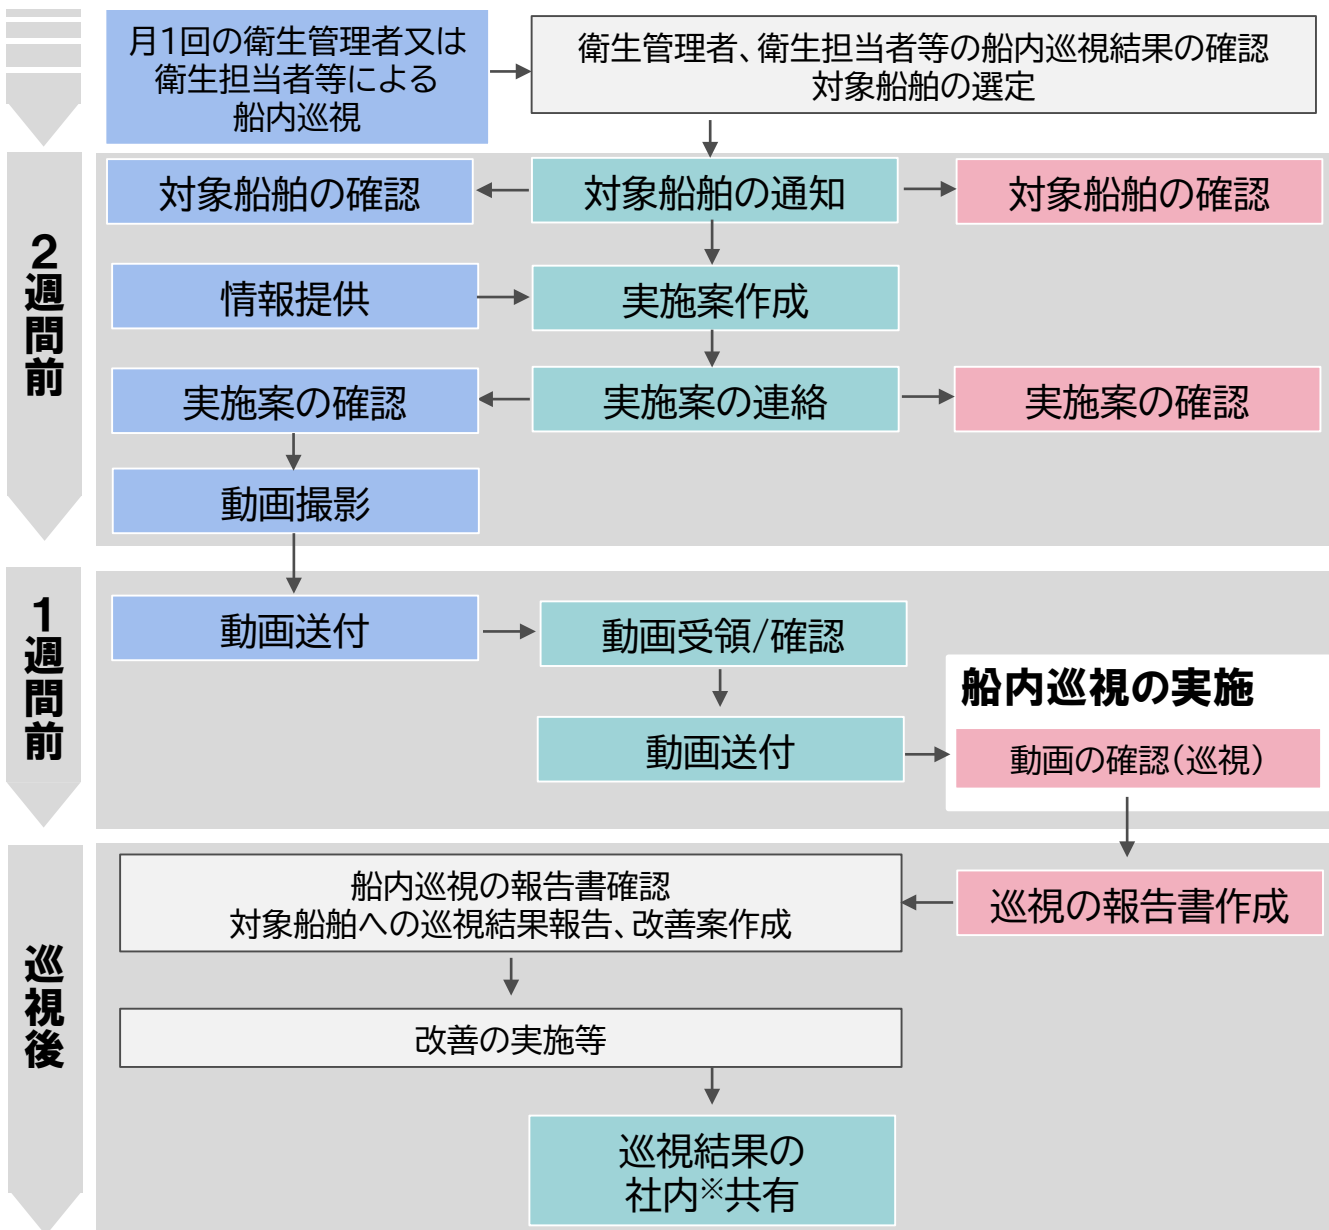 月1回の衛生管理者又は
衛生担当者等による
船内巡視
衛生管理者、衛生担当者等の船内巡視結果の確認
対象船舶の選定
2週間前
対象船舶の確認
対象船舶の通知
対象船舶の確認
情報提供
実施案作成
実施案の確認
実施案の連絡
実施案の確認
動画撮影
1週間前
動画送付
動画受領/確認
船内巡視の実施
動画送付
動画の確認(巡視)
巡視後
船内巡視の報告書確認
対象船舶への巡視結果報告、改善案作成
巡視の報告書作成
改善の実施等
巡視結果の
社内※共有